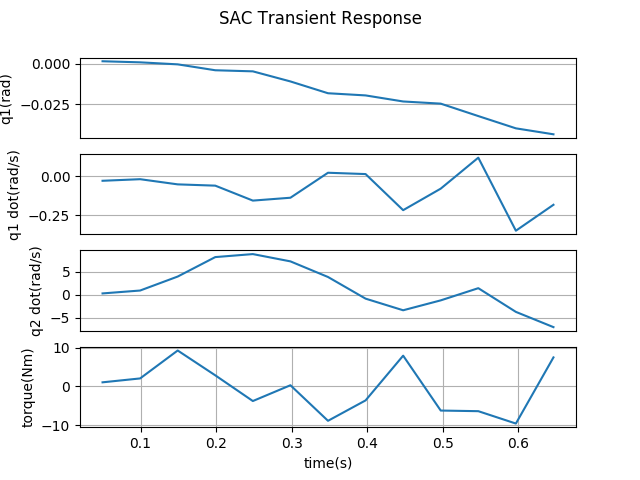 SAC Transient Response
0.000
−0.025
q1(rad)
0.00
−0.25
q1 dot(rad/s)
5
0
−5
q2 dot(rad/s)
10
0
−10
torque(Nm)
0.1 0.2 0.3 0.4 0.5 0.6
time(s)